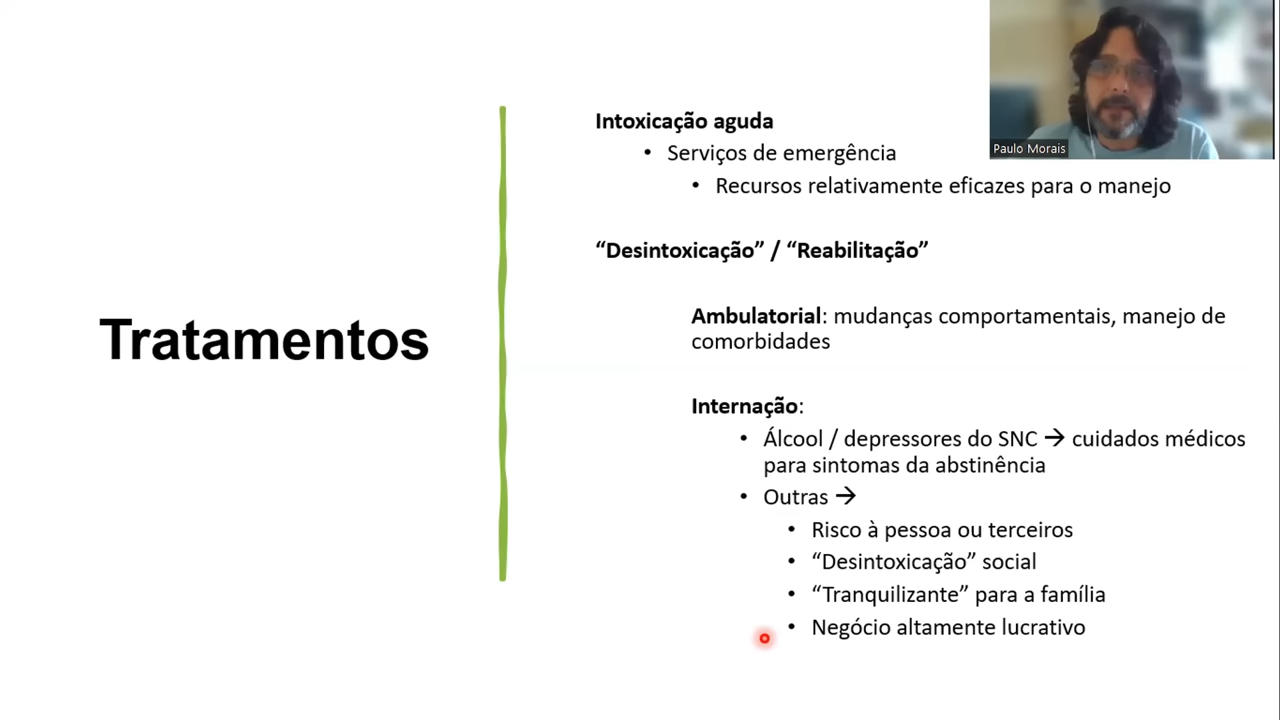 Tratamentos
Intoxicação aguda
• Serviços de emergência
• Recursos relativamente eficazes para o manejo
“Desintoxicação” / “Reabilitação”
Ambulatorial: mudanças comportamentais, manejo de
comorbidades
Internação:
• Álcool / depressores do SNC → cuidados médicos
para sintomas da abstinência
• Outras →
• Risco à pessoa ou terceiros
• “Desintoxicação” social
• “Tranquilizante” para a família
• Negócio altamente lucrativo
Paulo Morais